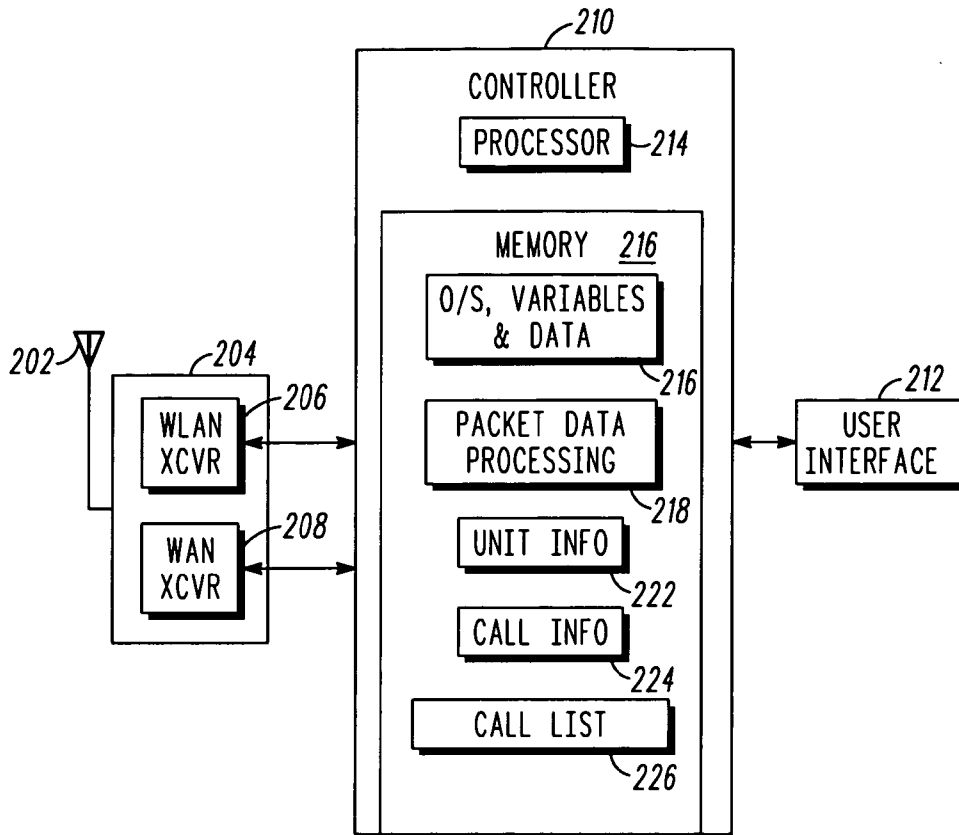 210
CONTROLLER
PROCESSOR
214
MEMORY 216
O/S, VARIABLES
& DATA
216
202
204
WLAN
XCVR
206
PACKET DATA
PROCESSING
218
212
USER
INTERFACE
WAN
XCVR
208
UNIT INFO
222
CALL INFO
224
CALL LIST
226